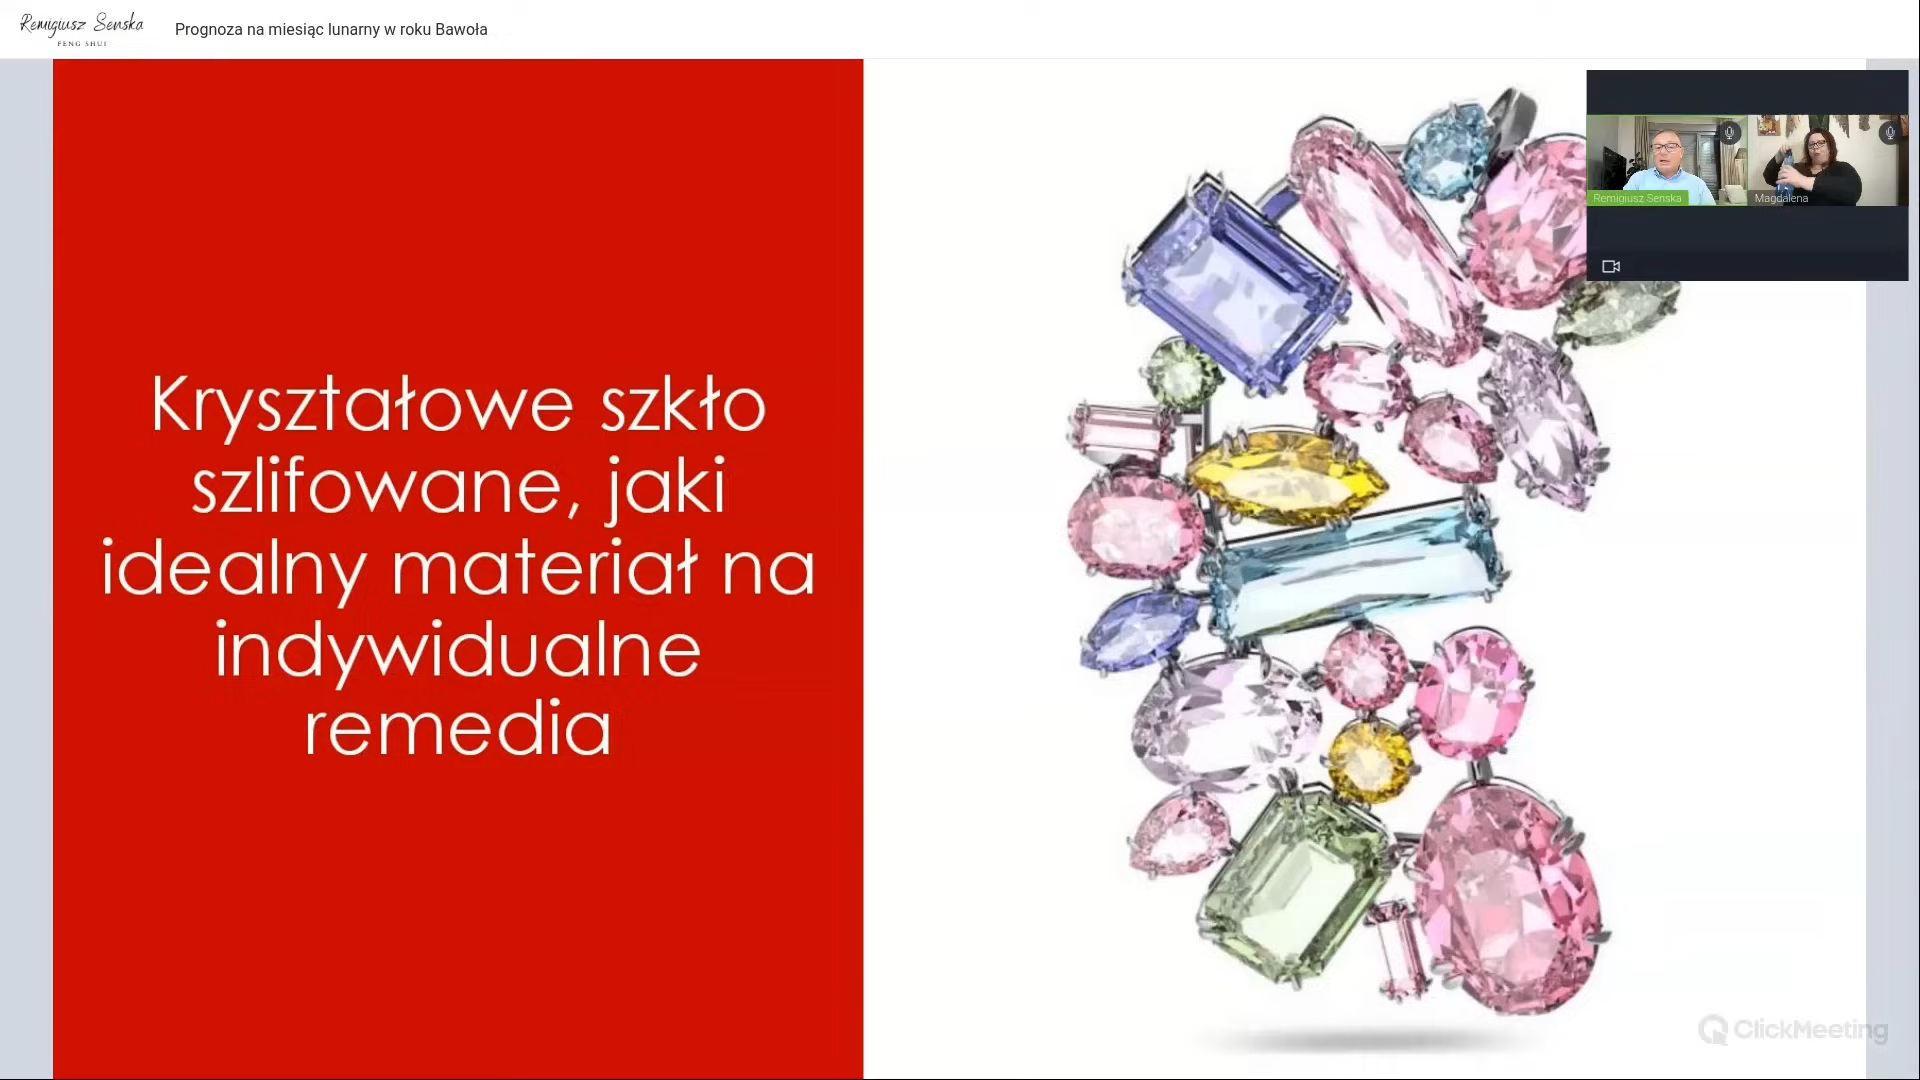 Remigiusz Senska
FENG SHUI
Prognoza na miesiąc lunarny w roku Bawoła
Remigiusz Senska
Magdalena
Kryształowe szkło
szlifowane, jaki
idealny materiał na
indywidualne
remedia
ClickMeeting